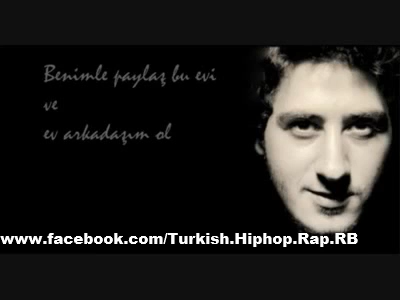 Benimle paylaş bu evi
ve
ev arkadaşım ol
www.facebook.com/Turkish.Hiphop.Rap.RB